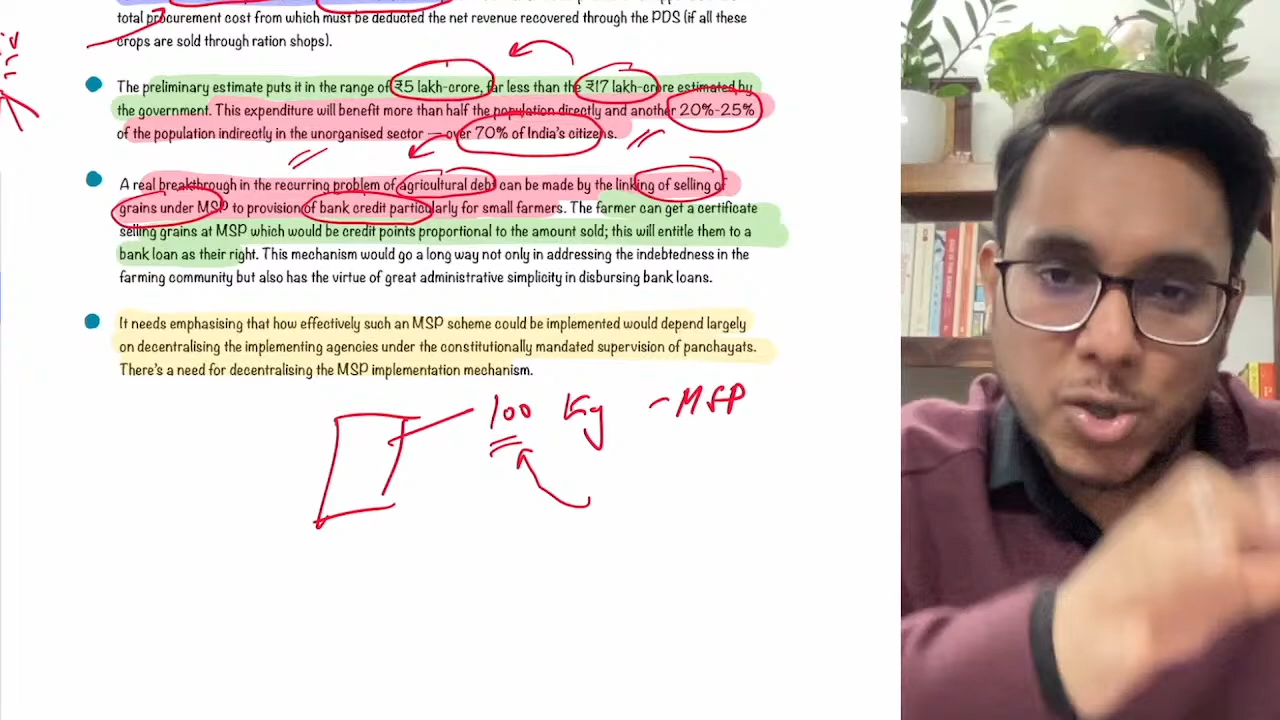 total procurement cost from which must be deducted the net revenue recovered through the PDS (if all these
crops are sold through ration shops).
The preliminary estimate puts it in the range of ₹5 lakh-crore, far less than the ₹17 lakh-crore estimated by
the government. This expenditure will benefit more than half the population directly and another 20%-25%
of the population indirectly in the unorganised sector — over 70% of India's citizens.
A real breakthrough in the recurring problem of agricultural debt can be made by the linking of selling of
grains under MSP to provision of bank credit particularly for small farmers. The farmer can get a certificate
selling grains at MSP which would be credit points proportional to the amount sold; this will entitle them to a
bank loan as their right. This mechanism would go a long way not only in addressing the indebtedness in the
farming community but also has the virtue of great administrative simplicity in disbursing bank loans.
It needs emphasising that how effectively such an MSP scheme could be implemented would depend largely
on decentralising the implementing agencies under the constitutionally mandated supervision of panchayats.
There's a need for decentralising the MSP implementation mechanism.
100 Kg - MSP